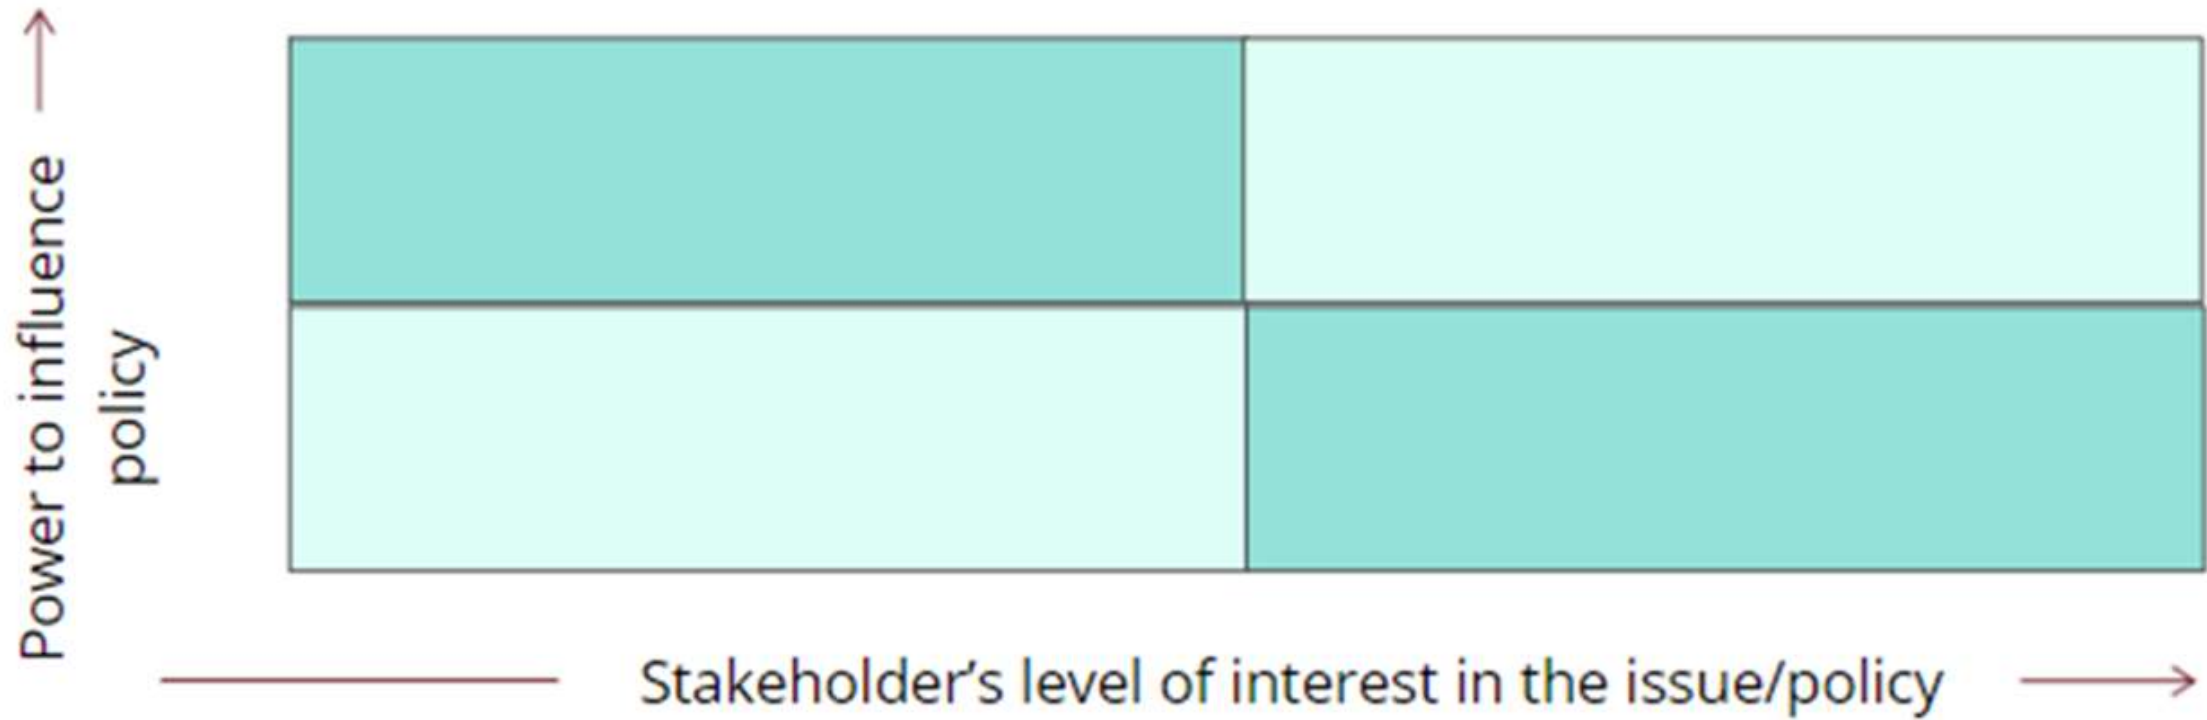 Power to influence
policy
Stakeholder’s level of interest in the issue/policy